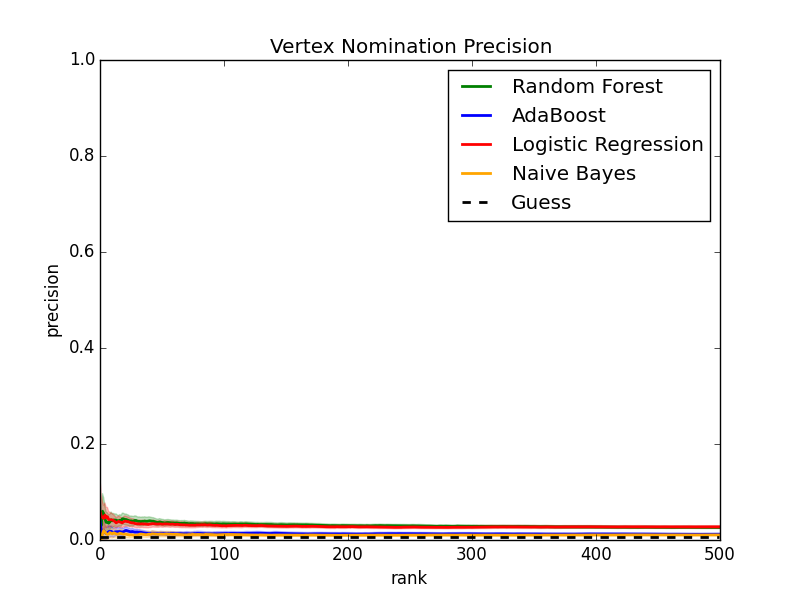 Vertex Nomination Precision
1.0
0.8
0.6
0.4
0.2
0.0
precision
Random Forest
AdaBoost
Logistic Regression
Naive Bayes
Guess
0 100 200 300 400 500
rank